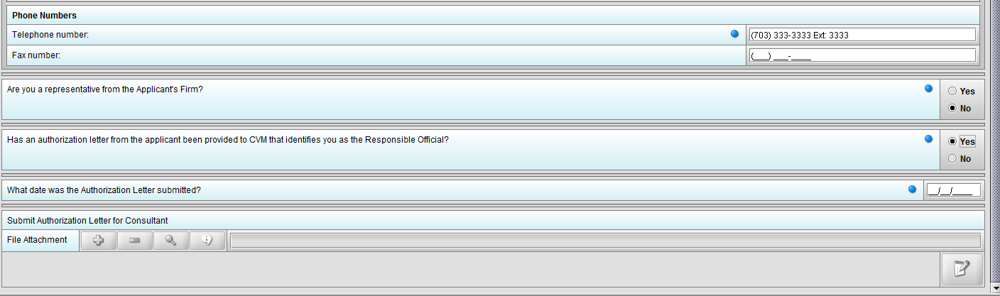 Phone Numbers
Telephone number:
(703) 333-3333 Ext: 3333
Fax number:
(___) ___-____
Are you a representative from the Applicant's Firm?
Yes
No
Has an authorization letter from the applicant been provided to CVM that identifies you as the Responsible Official?
Yes
No
What date was the Authorization Letter submitted?
__/__/____
Submit Authorization Letter for Consultant
File Attachment